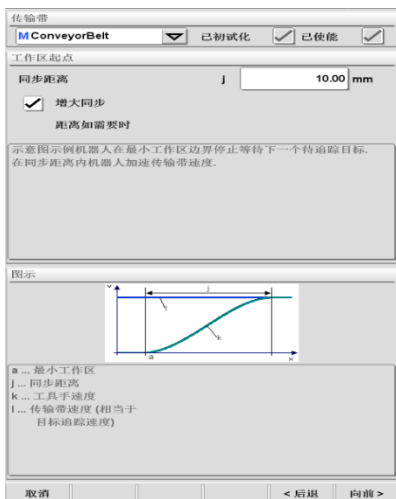 传输带
M ConveyorBelt 已初试化 已使能
工作区起点
同步距离 j 10.00 mm
增大同步
距离如需要时
示意图示例机器人在最小工作区边界停止等待下一个待追踪目标.
在同步距离内机器人加速传输带速度.
图示
v j
l
k
a x
a ... 最小工作区
j ... 同步距离
k ... 工具手速度
l ... 传输带速度 (相当于
目标追踪速度)
取消 < 后退 向前 >